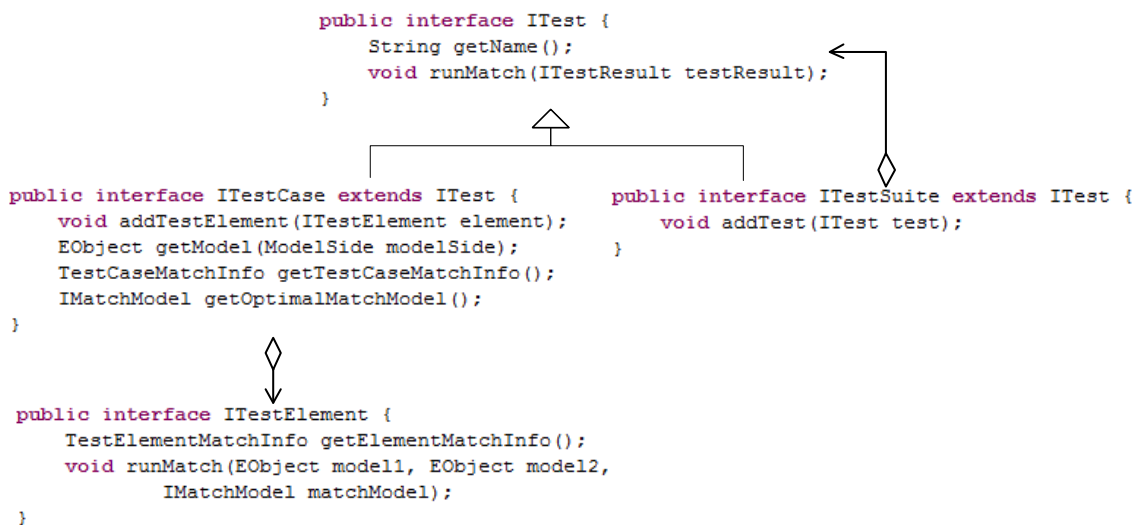 public interface ITest {
    String getName();
    void runMatch(ITestResult testResult);
}
public interface ITestCase extends ITest {
    void addTestElement(ITestElement element);
    EObject getModel(ModelSide modelSide);
    TestCaseMatchInfo getTestCaseMatchInfo();
    IMatchModel getOptimalMatchModel();
}
public interface ITestSuite extends ITest {
    void addTest(ITest test);
}
public interface ITestElement {
    TestElementMatchInfo getElementMatchInfo();
    void runMatch(EObject model1, EObject model2,
            IMatchModel matchModel);
}